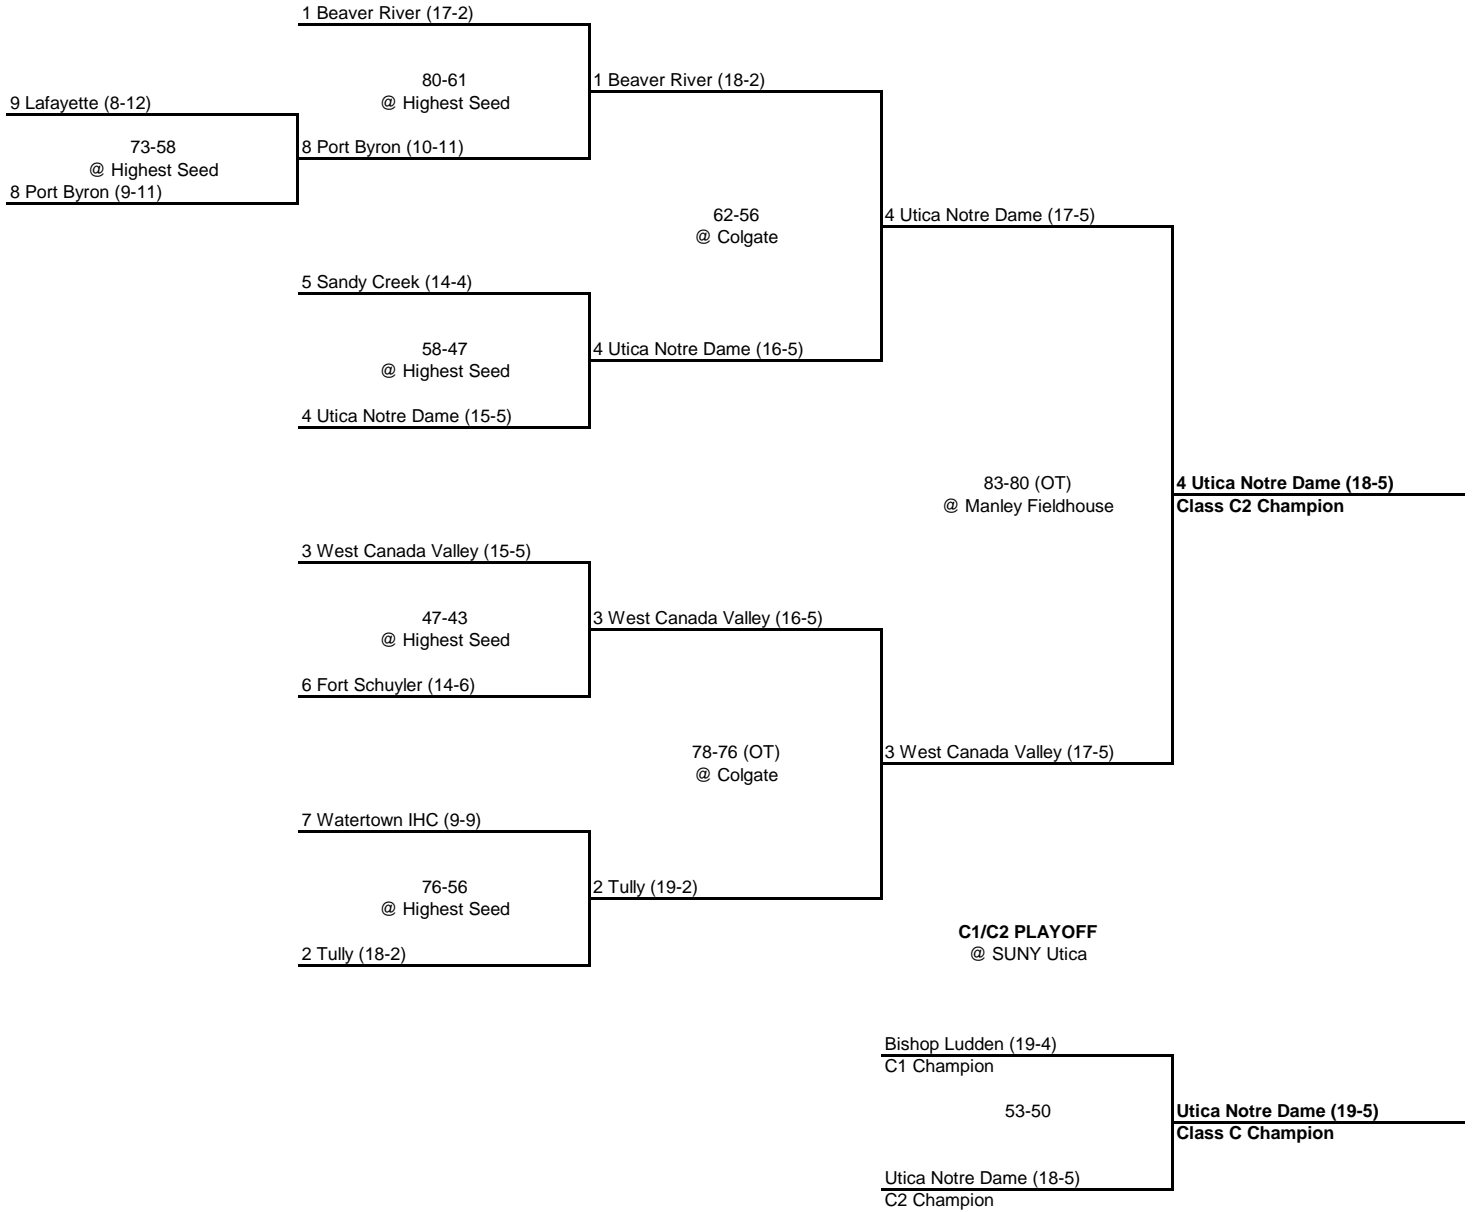 1 Beaver River (17-2)
80-61
@ Highest Seed
1 Beaver River (18-2)
9 Lafayette (8-12)
73-58
@ Highest Seed
8 Port Byron (10-11)
8 Port Byron (9-11)
62-56
@ Colgate
4 Utica Notre Dame (17-5)
5 Sandy Creek (14-4)
58-47
@ Highest Seed
4 Utica Notre Dame (16-5)
4 Utica Notre Dame (15-5)
83-80 (OT)
@ Manley Fieldhouse
4 Utica Notre Dame (18-5)
Class C2 Champion
3 West Canada Valley (15-5)
47-43
@ Highest Seed
3 West Canada Valley (16-5)
6 Fort Schuyler (14-6)
78-76 (OT)
@ Colgate
3 West Canada Valley (17-5)
7 Watertown IHC (9-9)
76-56
@ Highest Seed
2 Tully (19-2)
2 Tully (18-2)
C1/C2 PLAYOFF
@ SUNY Utica
Bishop Ludden (19-4)
C1 Champion
53-50
Utica Notre Dame (19-5)
Class C Champion
Utica Notre Dame (18-5)
C2 Champion